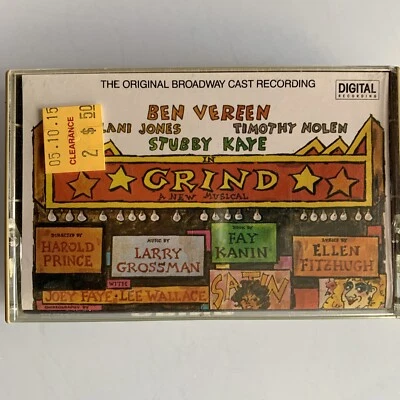 THE ORIGINAL BROADWAY CAST RECORDING
DIGITAL
RECORDING
05.10.15
CLEARANCE
2 $.50
BEN VEREEN
LANI JONES TIMOTHY NOLEN
STUBBY KAYE
IN
GRIND
A NEW MUSICAL
DIRECTED BY
HAROLD
PRINCE
MUSIC BY
LARRY
GROSSMAN
BOOK BY
FAY
KANIN
LYRICS BY
ELLEN
FITZHUGH
WITH
JOEY FAYE · LEE WALLACE
SATIN